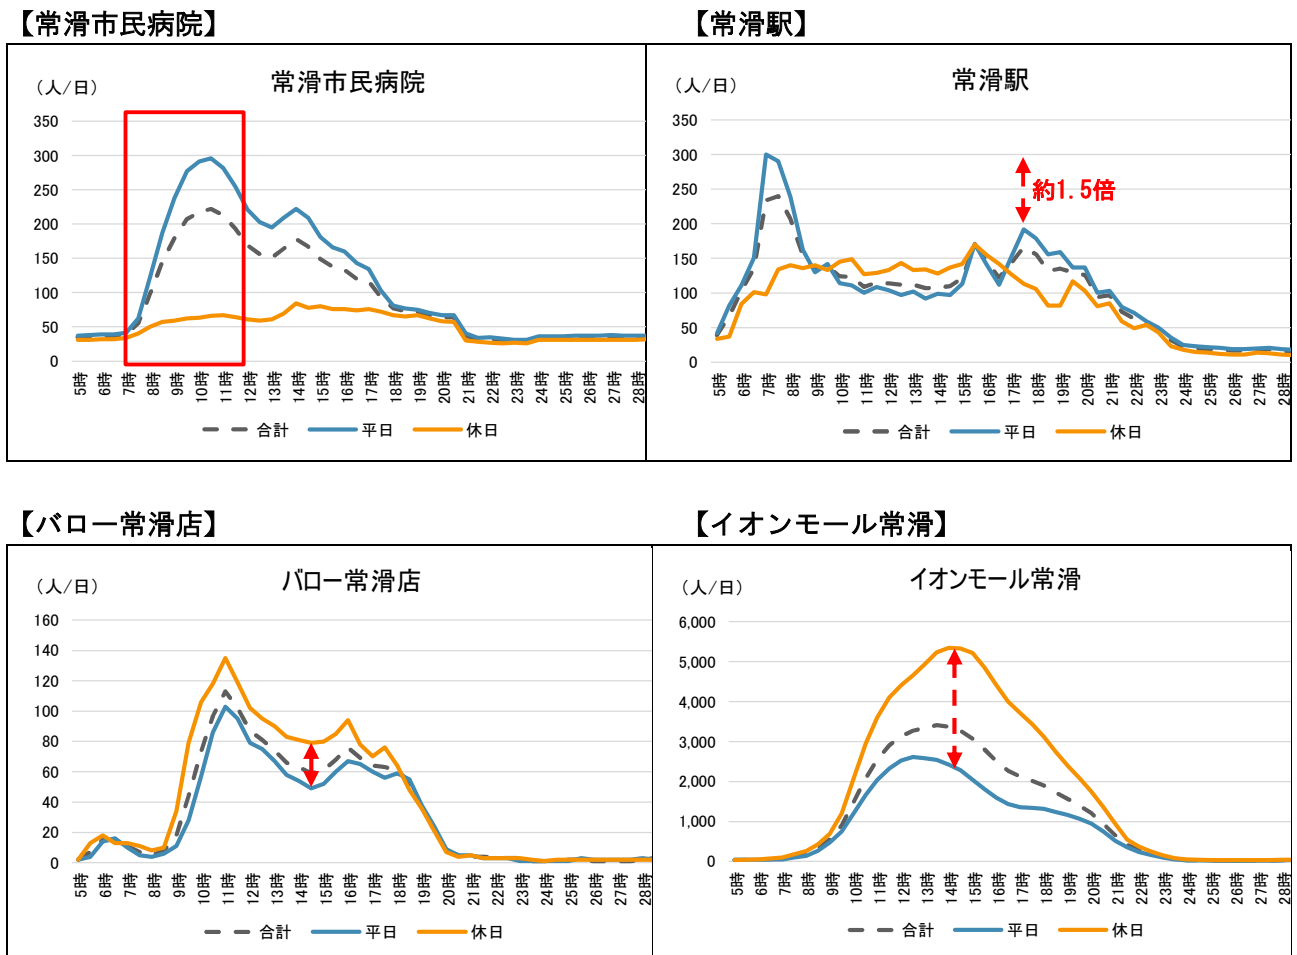 【常滑市民病院】
【常滑駅】
（人/日）
常滑市民病院
350
300
250
200
150
100
50
0
5時 6時 7時 8時 9時 10時 11時 12時 13時 14時 15時 16時 17時 18時 19時 20時 21時 22時 23時 24時 25時 26時 27時 28時
合計 平日 休日
（人/日）
常滑駅
350
300
250
200
150
100
50
0
約1.5倍
5時 6時 7時 8時 9時 10時 11時 12時 13時 14時 15時 16時 17時 18時 19時 20時 21時 22時 23時 24時 25時 26時 27時 28時
合計 平日 休日
【バロー常滑店】
【イオンモール常滑】
（人/日）
バロー常滑店
160
140
120
100
80
60
40
20
0
5時 6時 7時 8時 9時 10時 11時 12時 13時 14時 15時 16時 17時 18時 19時 20時 21時 22時 23時 24時 25時 26時 27時 28時
合計 平日 休日
（人/日）
イオンモール常滑
6,000
5,000
4,000
3,000
2,000
1,000
0
5時 6時 7時 8時 9時 10時 11時 12時 13時 14時 15時 16時 17時 18時 19時 20時 21時 22時 23時 24時 25時 26時 27時 28時
合計 平日 休日